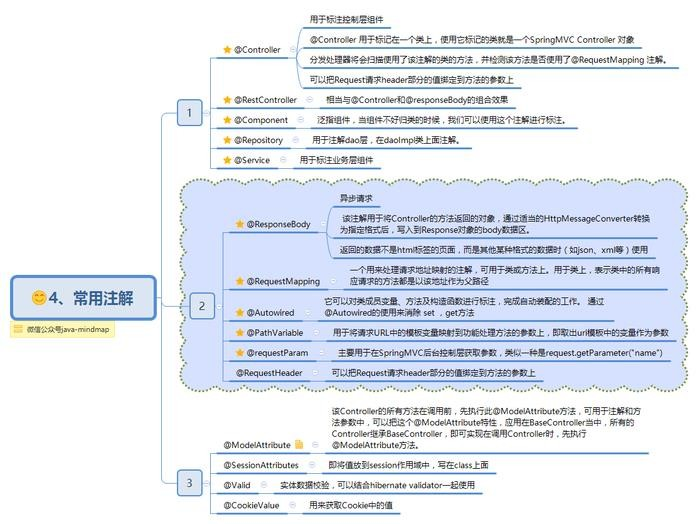 4、常用注解
微信公众号java-mindmap
1
@Controller
用于标注控制层组件
@Controller 用于标记在一个类上，使用它标记的类就是一个SpringMVC Controller 对象
分发处理器将会扫描使用了该注解的类的方法，并检测该方法是否使用了@RequestMapping 注解。
可以把Request请求header部分的值绑定到方法的参数上
@RestController
相当与@Controller和@responseBody的组合效果
@Component
泛指组件，当组件不好归类的时候，我们可以使用这个注解进行标注。
@Repository
用于注解dao层，在daoImpl类上面注解。
@Service
用于标注业务层组件
2
@ResponseBody
异步请求
该注解用于将Controller的方法返回的对象，通过适当的HttpMessageConverter转换
为指定格式后，写入到Response对象的body数据区。
返回的数据不是html标签的页面，而是其他某种格式的数据时（如json、xml等）使用
@RequestMapping
一个用来处理请求地址映射的注解，可用于类或方法上。用于类上，表示类中的所有响
应请求的方法都是以该地址作为父路径
@Autowired
它可以对类成员变量、方法及构造函数进行标注，完成自动装配的工作。 通过
@Autowired的使用来消除 set ，get方法
@PathVariable
用于将请求URL中的模板变量映射到功能处理方法的参数上，即取出url模板中的变量作为参数
@requestParam
主要用于在SpringMVC后台控制层获取参数，类似一种是request.getParameter("name")
@RequestHeader
可以把Request请求header部分的值绑定到方法的参数上
3
@ModelAttribute
该Controller的所有方法在调用前，先执行此@ModelAttribute方法，可用于注解和方
法参数中，可以把这个@ModelAttribute特性，应用在BaseController当中，所有的
Controller继承BaseController，即可实现在调用Controller时，先执行
@ModelAttribute方法。
@SessionAttributes
即将值放到session作用域中，写在class上面
@Valid
实体数据校验，可以结合hibernate validator一起使用
@CookieValue
用来获取Cookie中的值